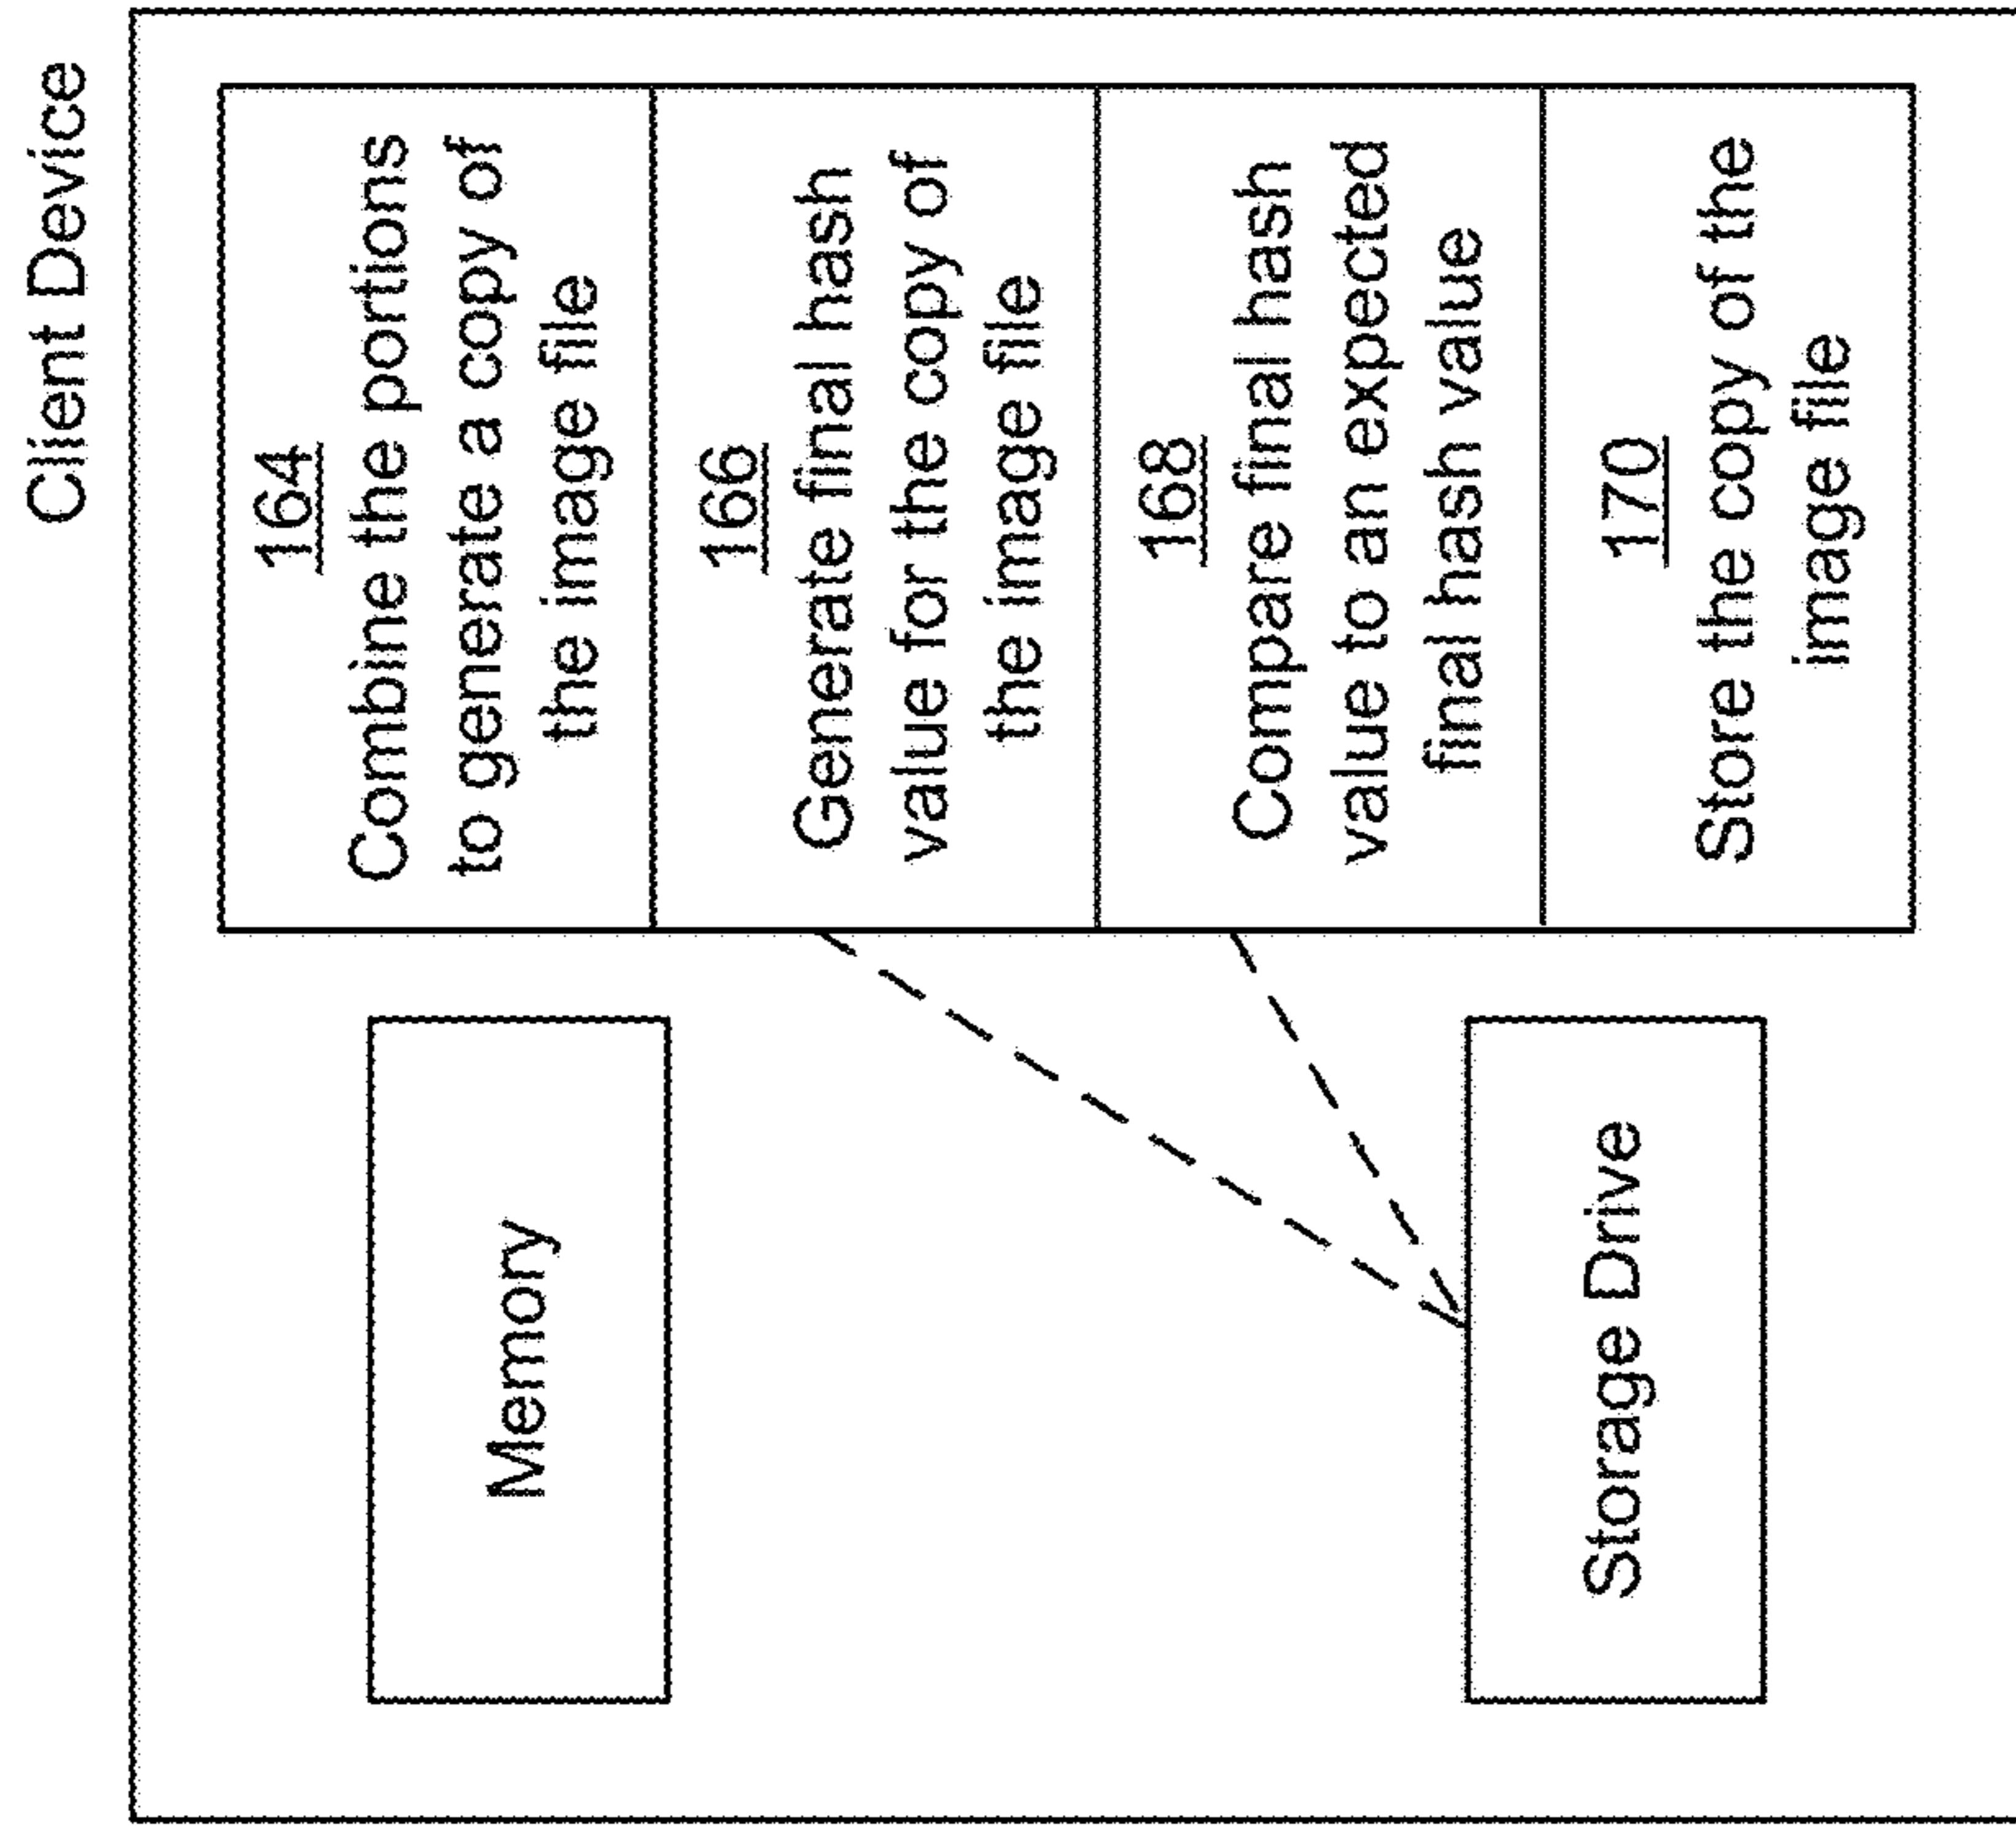 Client Device
Memory
Storage Drive
164
Combine the portions
to generate a copy of
the image file
166
Generate final hash
value for the copy of
the image file
168
Compare final hash
value to an expected
final hash value
170
Store the copy of the
image file